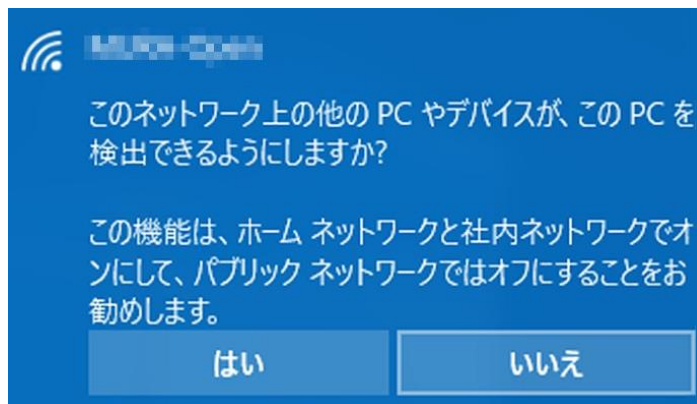 このネットワーク上の他の PC やデバイスが、この PC を
検出できるようにしますか?
この機能は、ホーム ネットワークと社内ネットワークでオ
ンにして、パブリック ネットワークではオフにすることをお
勧めします。
はい
いいえ